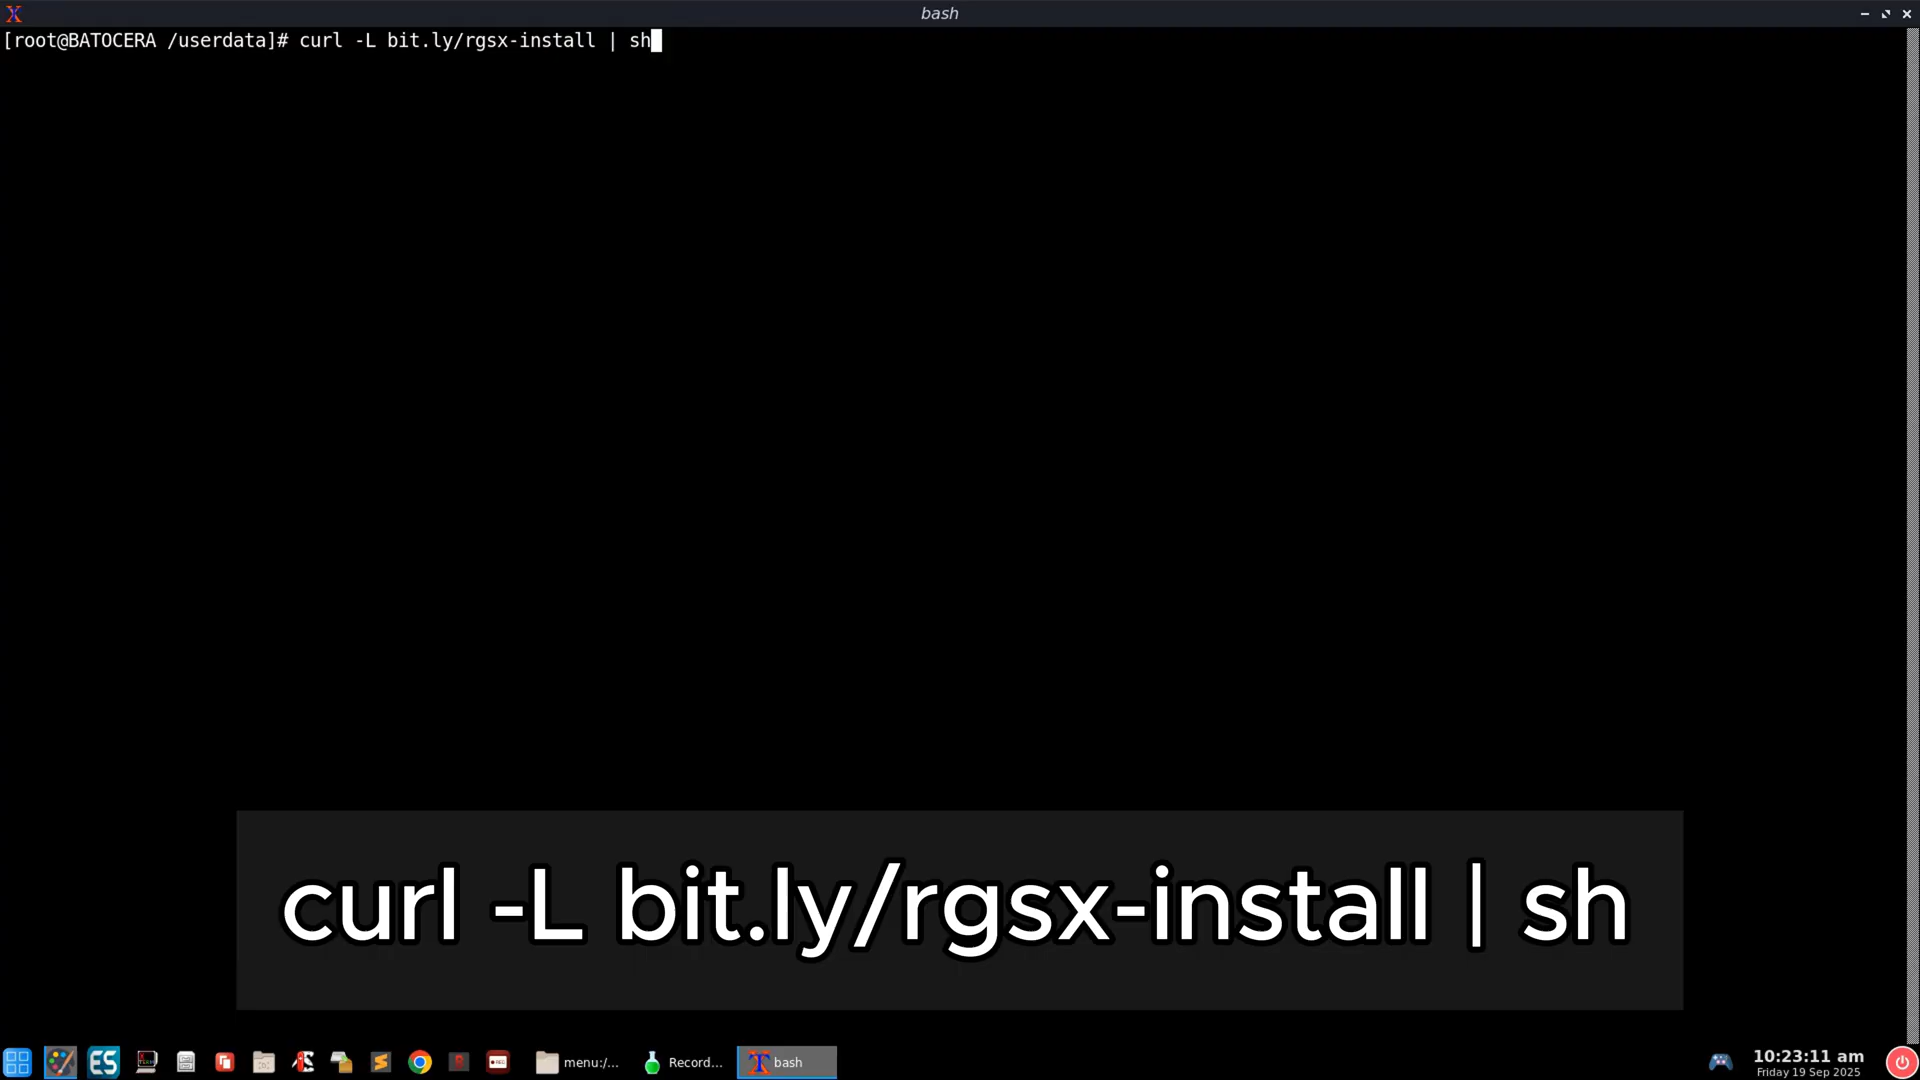 bash
[root@BATOCERA /userdata]# curl -L bit.ly/rgsx-install | sh
curl -L bit.ly/rgsx-install | sh
ES
menu:/...
Record...
bash
10:23:11 am
Friday 19 Sep 2025